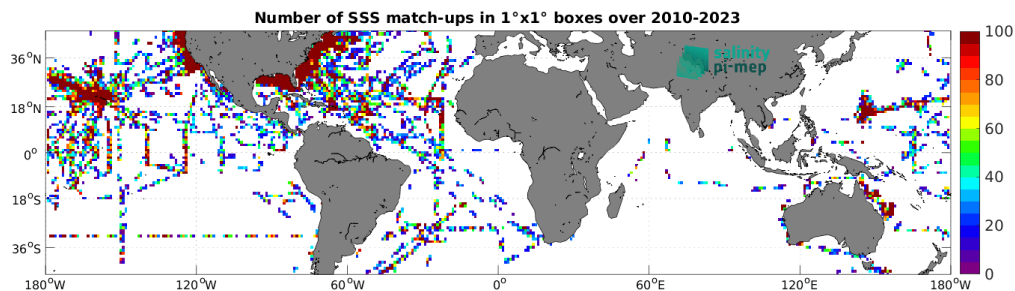 Number of SSS match-ups in 1°x1° boxes over 2010-2023
salinity
pi-mep
36°N
18°N
0°
18°S
36°S
180°W
120°W
60°W
0°
60°E
120°E
180°W
100
80
60
40
20
0